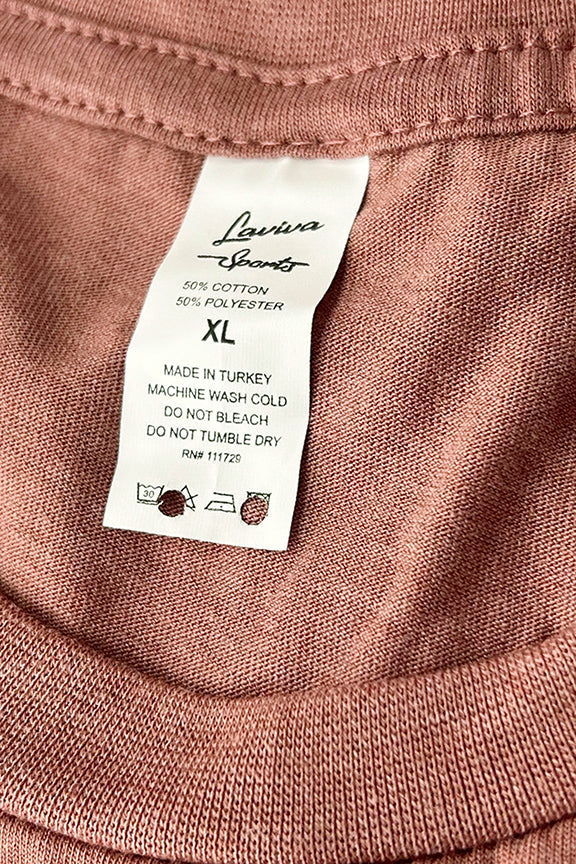 Laviva
Sports
50% COTTON
50% POLYESTER
XL
MADE IN TURKEY
MACHINE WASH COLD
DO NOT BLEACH
DO NOT TUMBLE DRY
RN# 111729
30